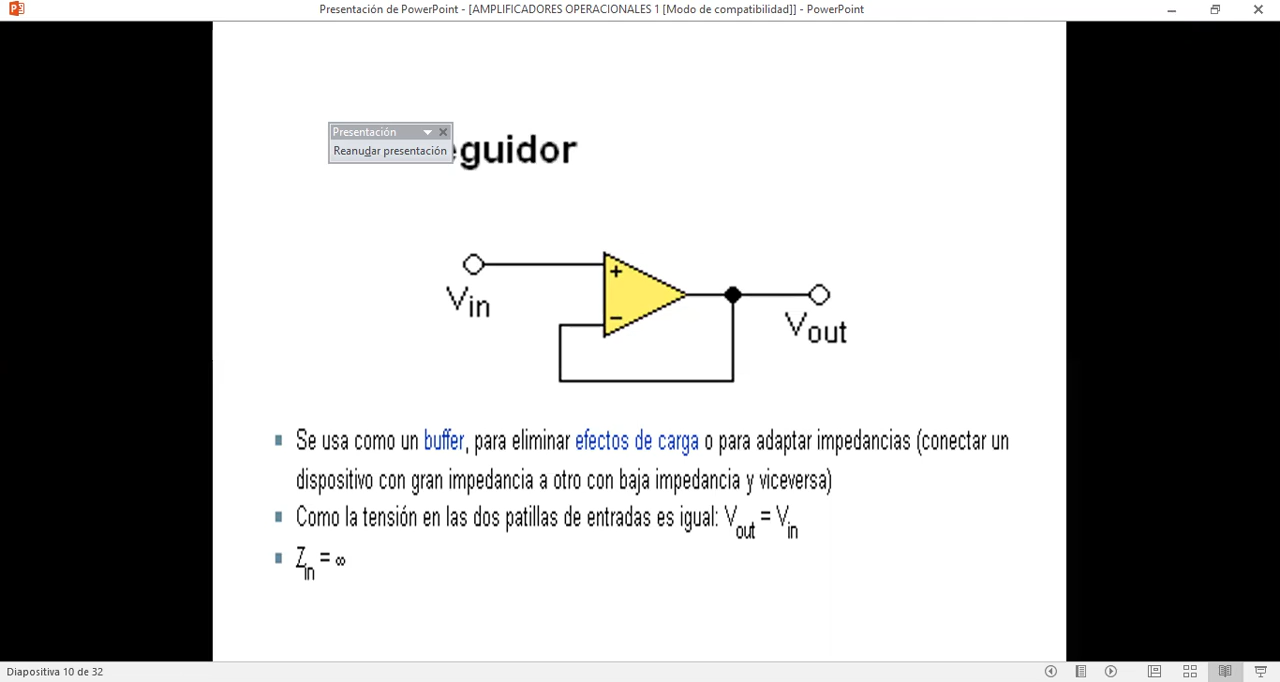 Presentación de PowerPoint - [AMPLIFICADORES OPERACIONALES 1 [Modo de compatibilidad]] - PowerPoint
Presentación
Reanudar presentación
eguidor
+
Vin
−
Vout
Se usa como un buffer, para eliminar efectos de carga o para adaptar impedancias (conectar un
dispositivo con gran impedancia a otro con baja impedancia y viceversa)
Como la tensión en las dos patillas de entradas es igual: Vout = Vin
Zin = ∞
Diapositiva 10 de 32